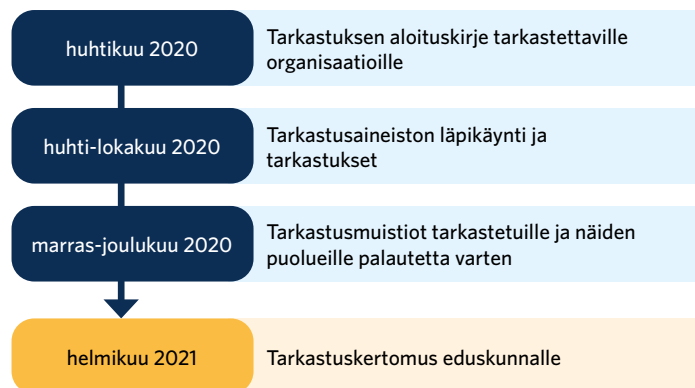 huhtikuu 2020
Tarkastuksen aloituskirje tarkastettaville
organisaatioille
huhti-lokakuu 2020
Tarkastusaineiston läpikäynti ja
tarkastukset
marras-joulukuu 2020
Tarkastusmuistiot tarkastetuille ja näiden
puolueille palautetta varten
helmikuu 2021
Tarkastuskertomus eduskunnalle